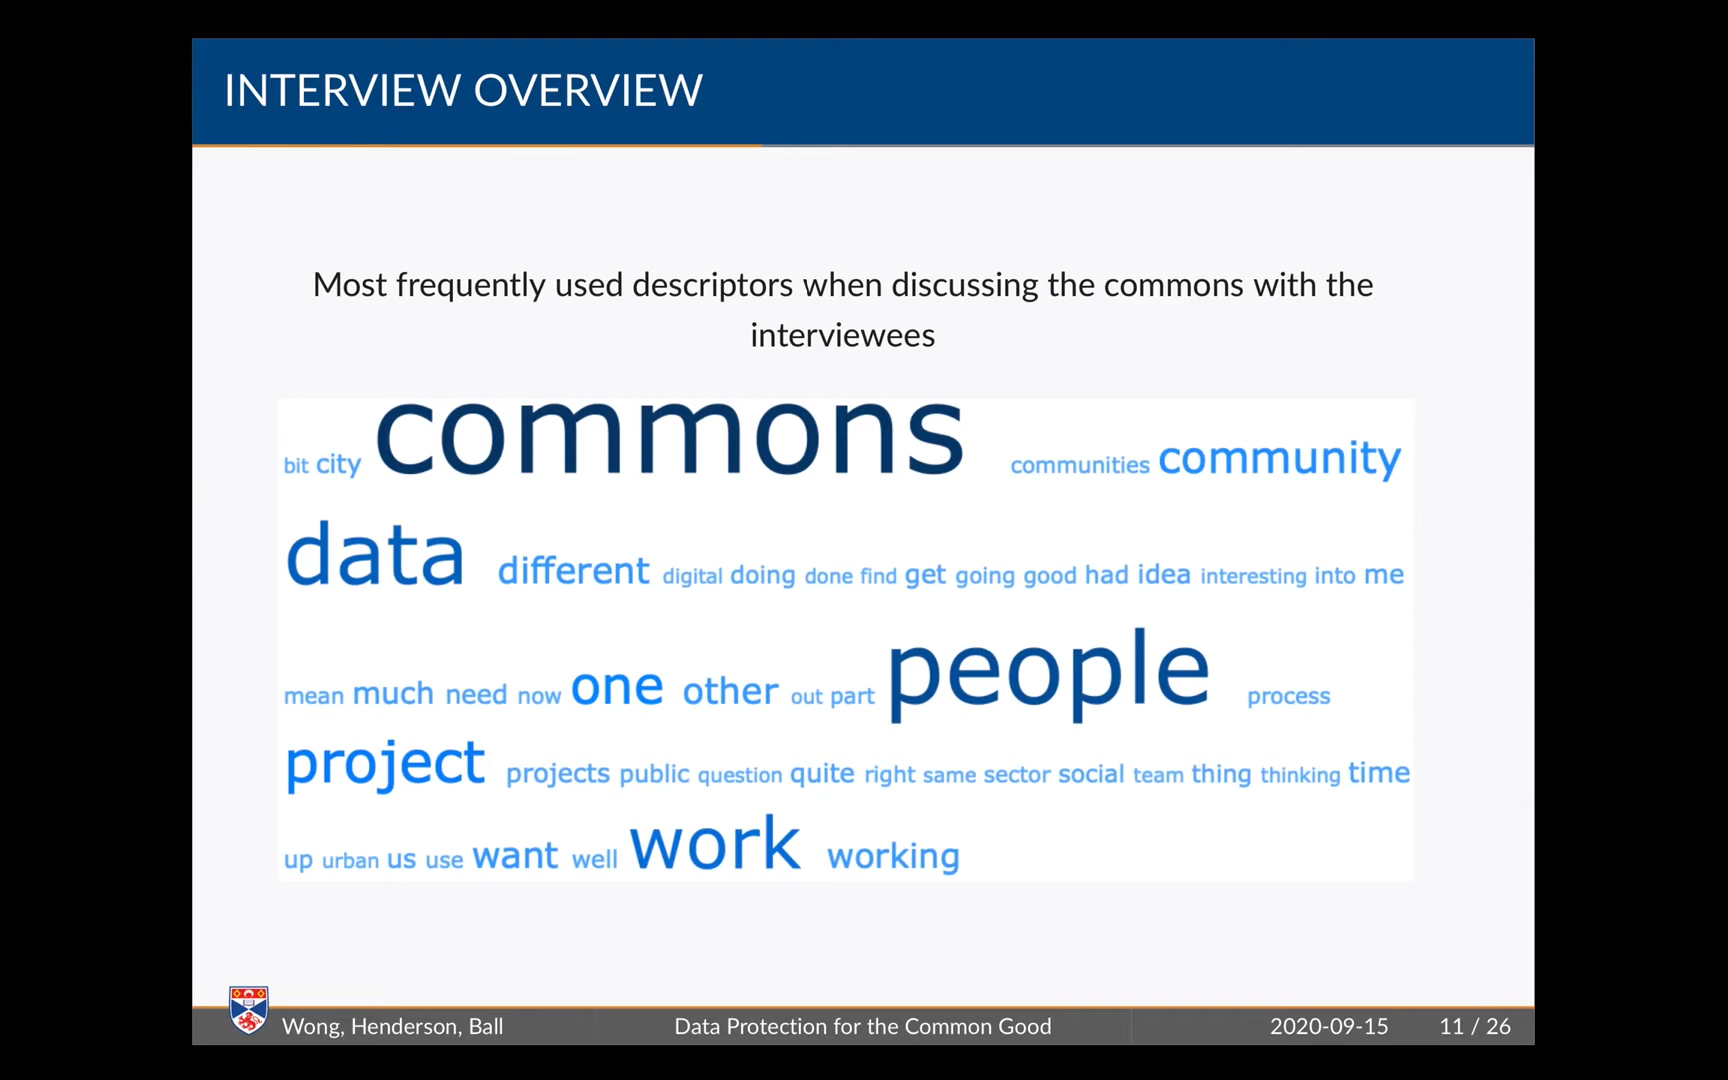 INTERVIEW OVERVIEW
Most frequently used descriptors when discussing the commons with the
interviewees
bit city commons communities community
data different digital doing done find get going good had idea interesting into me
mean much need now one other out part people process
project projects public question quite right same sector social team thing thinking time
up urban us use want well work working
Wong, Henderson, Ball Data Protection for the Common Good 2020-09-15 11 / 26